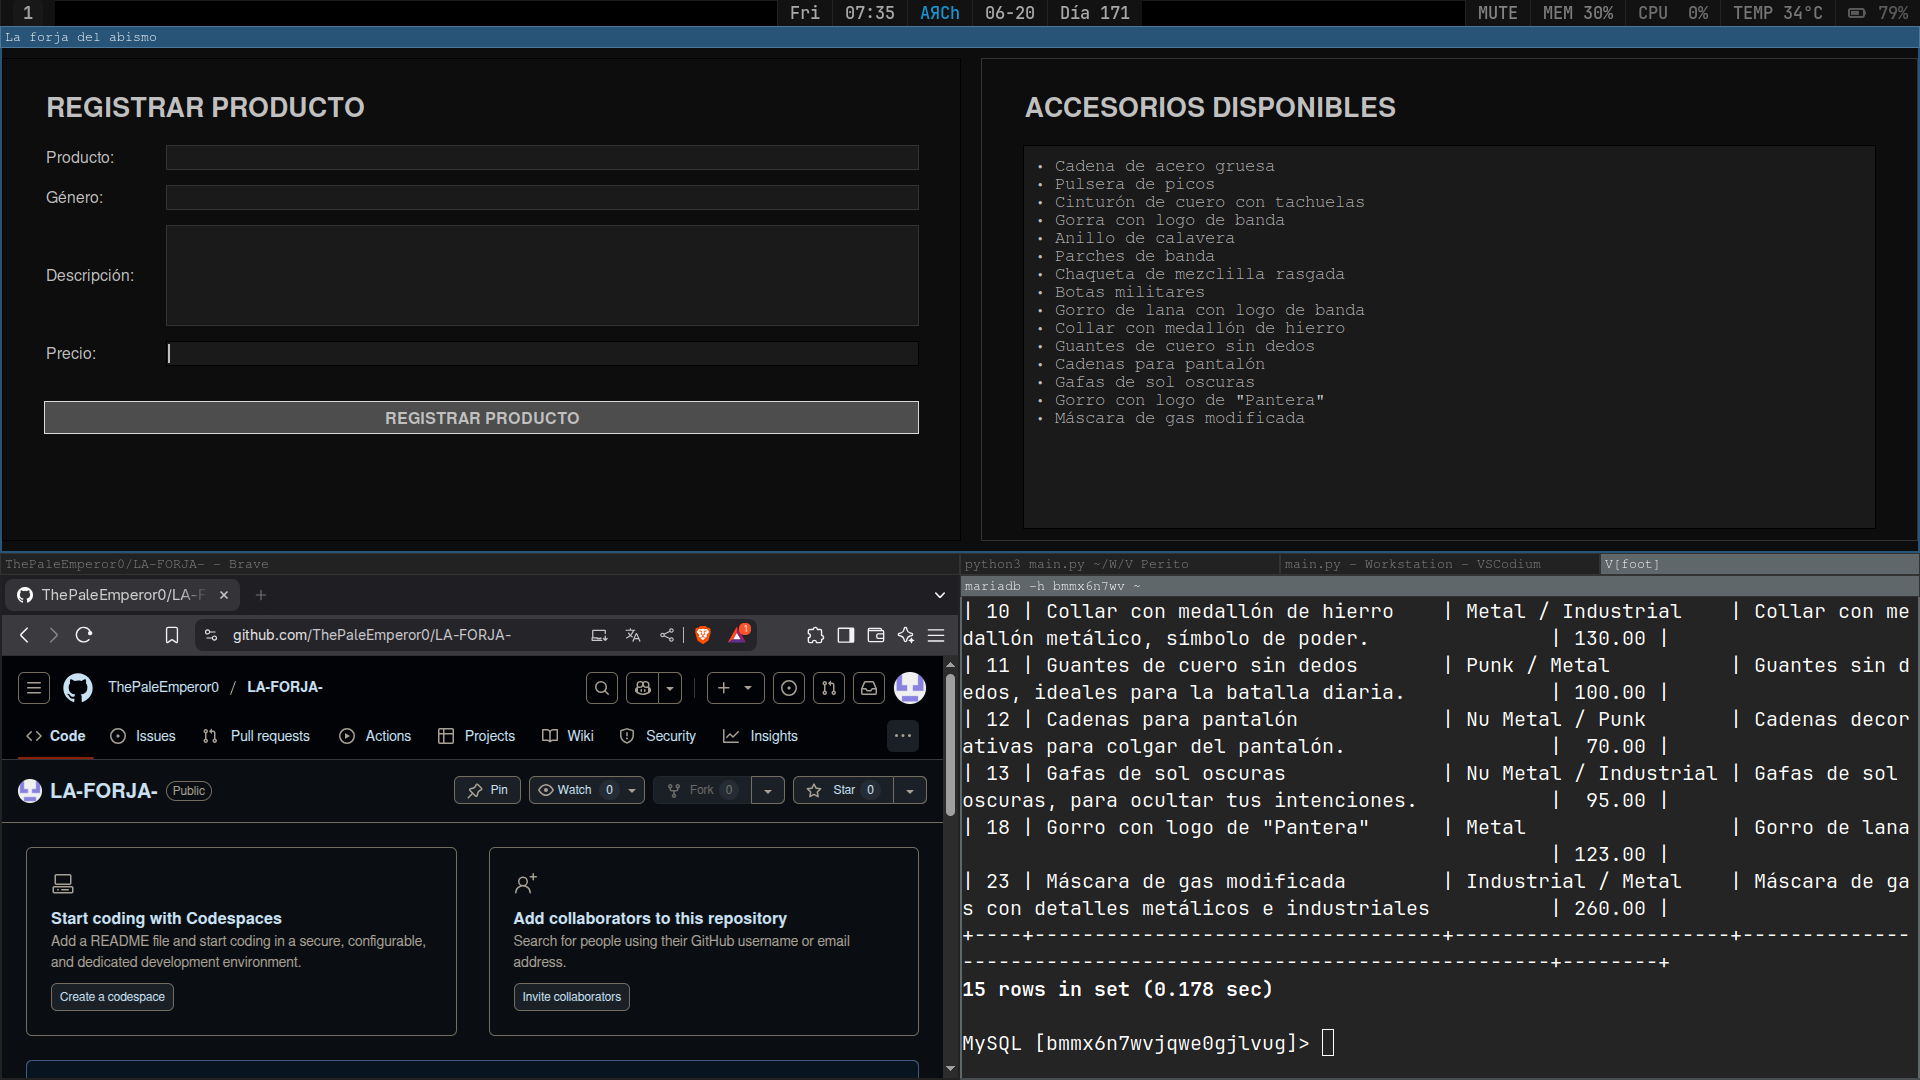 1
Fri 07:35 AЯCh 06-20 Día 171
MUTE MEM 30% CPU 0% TEMP 34°C 79%
La forja del abismo
REGISTRAR PRODUCTO
Producto:
Género:
Descripción:
Precio:
REGISTRAR PRODUCTO
ACCESORIOS DISPONIBLES
• Cadena de acero gruesa
• Pulsera de picos
• Cinturón de cuero con tachuelas
• Gorra con logo de banda
• Anillo de calavera
• Parches de banda
• Chaqueta de mezclilla rasgada
• Botas militares
• Gorro de lana con logo de banda
• Collar con medallón de hierro
• Guantes de cuero sin dedos
• Cadenas para pantalón
• Gafas de sol oscuras
• Gorro con logo de "Pantera"
• Máscara de gas modificada
ThePaleEmperor0/LA-FORJA- - Brave
ThePaleEmperor0/LA-F
github.com/ThePaleEmperor0/LA-FORJA-
1
ThePaleEmperor0 / LA-FORJA-
Code Issues Pull requests Actions Projects Wiki Security Insights
LA-FORJA- Public Pin Watch 0 Fork 0 Star 0
Start coding with Codespaces
Add a README file and start coding in a secure, configurable,
and dedicated development environment.
Create a codespace
Add collaborators to this repository
Search for people using their GitHub username or email
address.
Invite collaborators
python3 main.py ~/W/V Perito main.py - Workstation - VSCodium V[foot]
mariadb -h bmmx6n7wv ~
| 10 | Collar con medallón de hierro | Metal / Industrial | Collar con me
dallón metálico, símbolo de poder. | 130.00 |
| 11 | Guantes de cuero sin dedos | Punk / Metal | Guantes sin d
edos, ideales para la batalla diaria. | 100.00 |
| 12 | Cadenas para pantalón | Nu Metal / Punk | Cadenas decor
ativas para colgar del pantalón. | 70.00 |
| 13 | Gafas de sol oscuras | Nu Metal / Industrial | Gafas de sol
oscuras, para ocultar tus intenciones. | 95.00 |
| 18 | Gorro con logo de "Pantera" | Metal | Gorro de lana
| 123.00 |
| 23 | Máscara de gas modificada | Industrial / Metal | Máscara de ga
s con detalles metálicos e industriales | 260.00 |
+----+----------------------------------+-----------------------+--------------
-------------------------------------------------+--------+
15 rows in set (0.178 sec)
MySQL [bmmx6n7wvjqwe0gjlvug]>